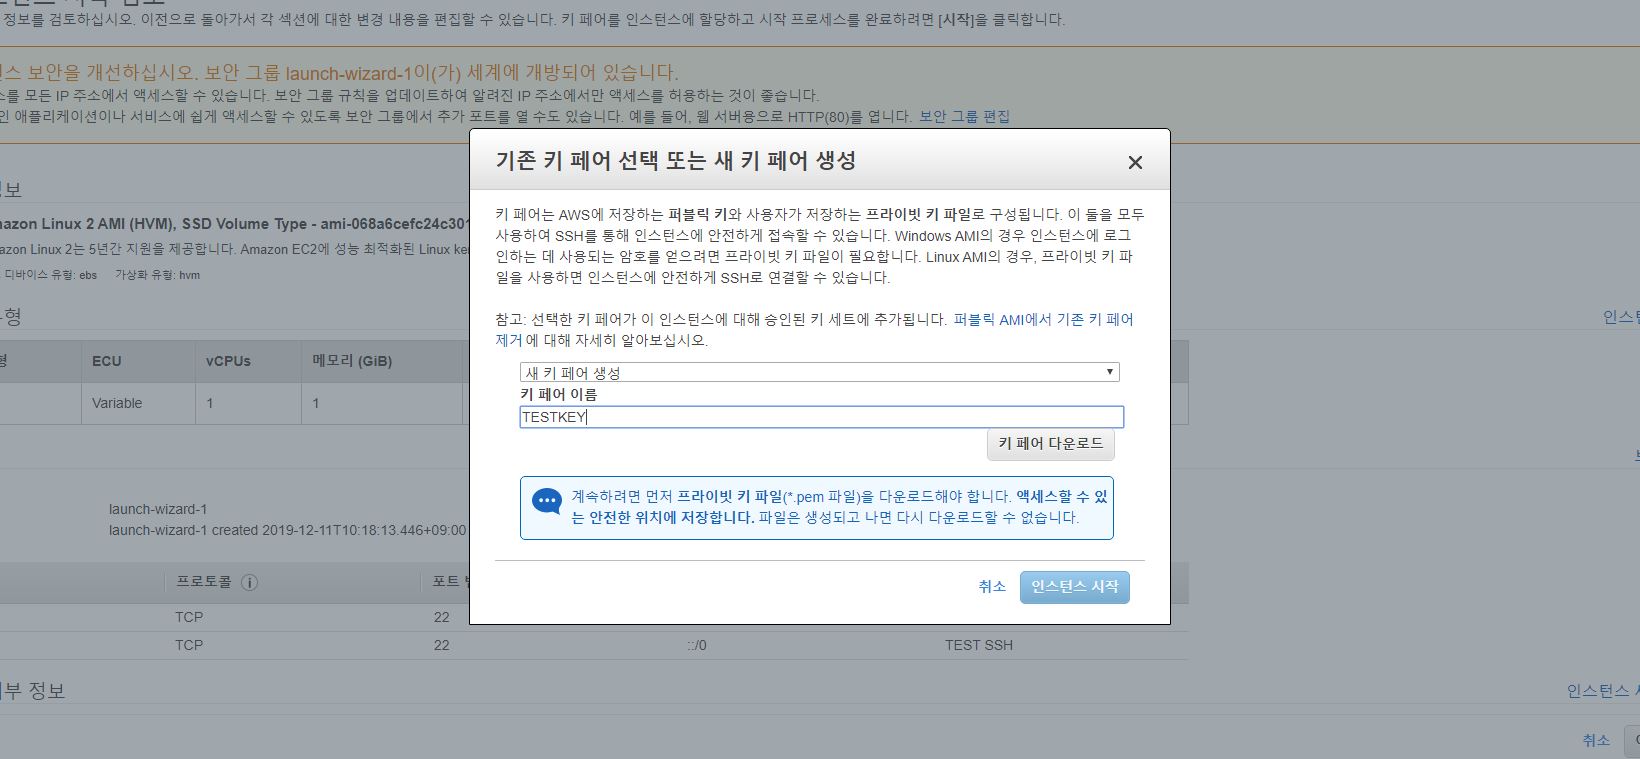 정보를 검토하십시오. 이전으로 돌아가서 각 섹션에 대한 변경 내용을 편집할 수 있습니다. 키 페어를 인스턴스에 할당하고 시작 프로세스를 완료하려면 [시작]을 클릭합니다.
보안을 개선하십시오. 보안 그룹 launch-wizard-1이(가) 세계에 개방되어 있습니다.
모든 IP 주소에서 액세스할 수 있습니다. 보안 그룹 규칙을 업데이트하여 알려진 IP 주소에서만 액세스를 허용하는 것이 좋습니다.
애플리케이션이나 서비스에 쉽게 액세스할 수 있도록 보안 그룹에서 추가 포트를 열 수도 있습니다. 예를 들어, 웹 서버용으로 HTTP(80)를 엽니다. 보안 그룹 편집
기존 키 페어 선택 또는 새 키 페어 생성
키 페어는 AWS에 저장하는 퍼블릭 키와 사용자가 저장하는 프라이빗 키 파일로 구성됩니다. 이 둘을 모두
사용하여 SSH를 통해 인스턴스에 안전하게 접속할 수 있습니다. Windows AMI의 경우 인스턴스에 로그
인하는 데 사용되는 암호를 얻으려면 프라이빗 키 파일이 필요합니다. Linux AMI의 경우, 프라이빗 키 파
일을 사용하면 인스턴스에 안전하게 SSH로 연결할 수 있습니다.
참고: 선택한 키 페어가 이 인스턴스에 대해 승인된 키 세트에 추가됩니다. 퍼블릭 AMI에서 기존 키 페어
제거 에 대해 자세히 알아보십시오.
새 키 페어 생성
키 페어 이름
TESTKEY
키 페어 다운로드
계속하려면 먼저 프라이빗 키 파일(*.pem 파일)을 다운로드해야 합니다. 액세스할 수 있
는 안전한 위치에 저장합니다. 파일은 생성되고 나면 다시 다운로드할 수 없습니다.
취소 인스턴스 시작
정보
azon Linux 2 AMI (HVM), SSD Volume Type - ami-068a6cefc24c301
azon Linux 2는 5년간 지원을 제공합니다. Amazon EC2에 성능 최적화된 Linux ker
디바이스 유형: ebs 가상화 유형: hvm
형
인스턴
형 ECU vCPUs 메모리 (GiB)
Variable 1 1
launch-wizard-1
launch-wizard-1 created 2019-12-11T10:18:13.446+09:00
프로토콜 포트
TCP 22
TCP 22 ::/0 TEST SSH
부 정보
인스턴스
취소